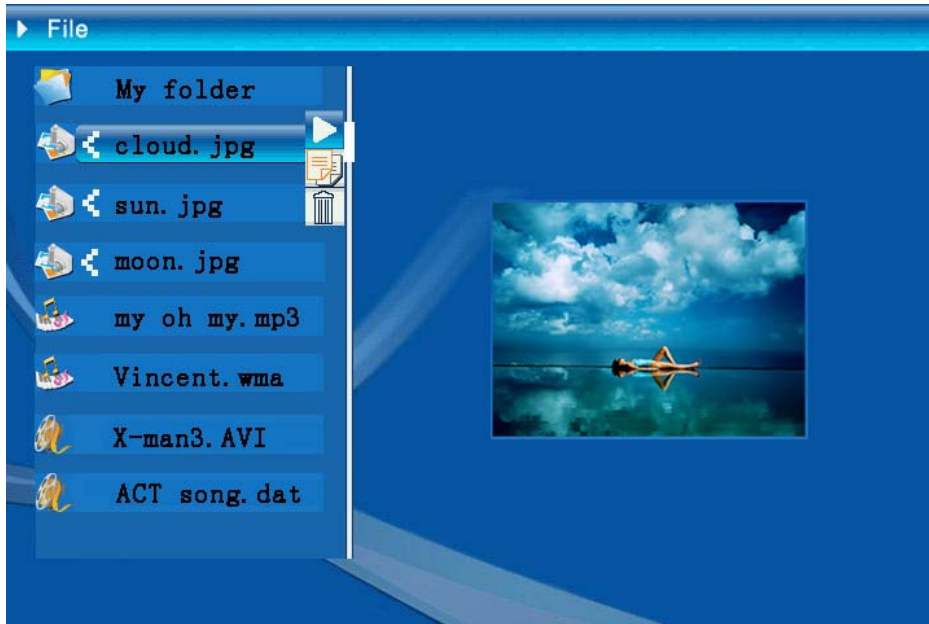 File
My folder
cloud.jpg
sun.jpg
moon.jpg
my oh my.mp3
Vincent.wma
X-man3.AVI
ACT song.dat